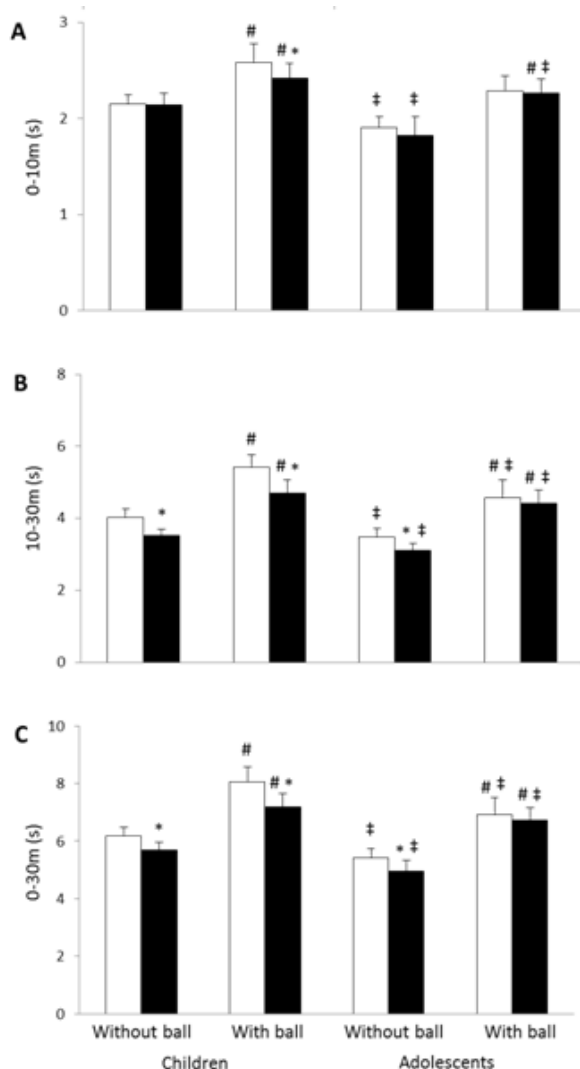 A
0-10m (s)
3
2
1
0
# # * ‡ ‡ # ‡
B
10-30m (s)
8
6
4
2
0
* # # * ‡ * ‡ # ‡ # ‡
C
0-30m (s)
10
8
6
4
2
0
* # # * ‡ * ‡ # ‡ # ‡
Without ball With ball Without ball With ball
Children Adolescents